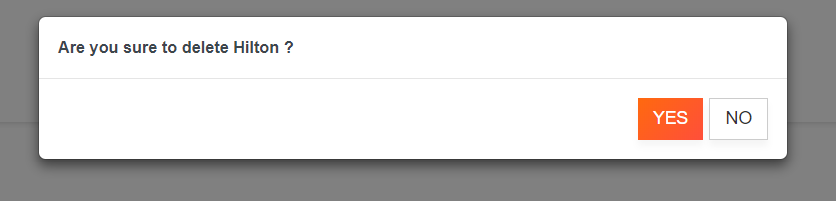 Are you sure to delete Hilton ?
YES NO